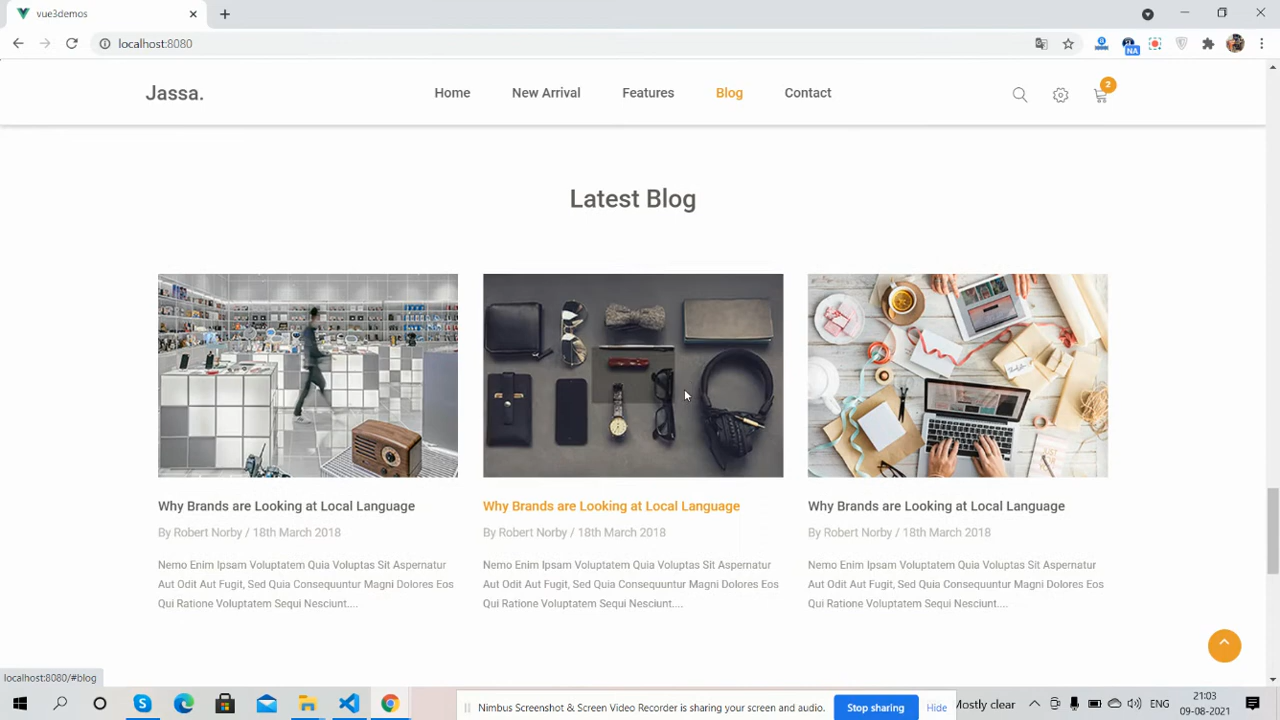 vue3demos
localhost:8080
NA
Jassa.
Home
New Arrival
Features
Blog
Contact
2
Latest Blog
Why Brands are Looking at Local Language
By Robert Norby / 18th March 2018
Nemo Enim Ipsam Voluptatem Quia Voluptas Sit Aspernatur
Aut Odit Aut Fugit, Sed Quia Consequuntur Magni Dolores Eos
Qui Ratione Voluptatem Sequi Nesciunt....
Why Brands are Looking at Local Language
By Robert Norby / 18th March 2018
Nemo Enim Ipsam Voluptatem Quia Voluptas Sit Aspernatur
Aut Odit Aut Fugit, Sed Quia Consequuntur Magni Dolores Eos
Qui Ratione Voluptatem Sequi Nesciunt....
Why Brands are Looking at Local Language
By Robert Norby / 18th March 2018
Nemo Enim Ipsam Voluptatem Quia Voluptas Sit Aspernatur
Aut Odit Aut Fugit, Sed Quia Consequuntur Magni Dolores Eos
Qui Ratione Voluptatem Sequi Nesciunt....
localhost:8080/#blog
Nimbus Screenshot & Screen Video Recorder is sharing your screen and audio.
Stop sharing
Hide
Mostly clear
ENG
21:03
09-08-2021